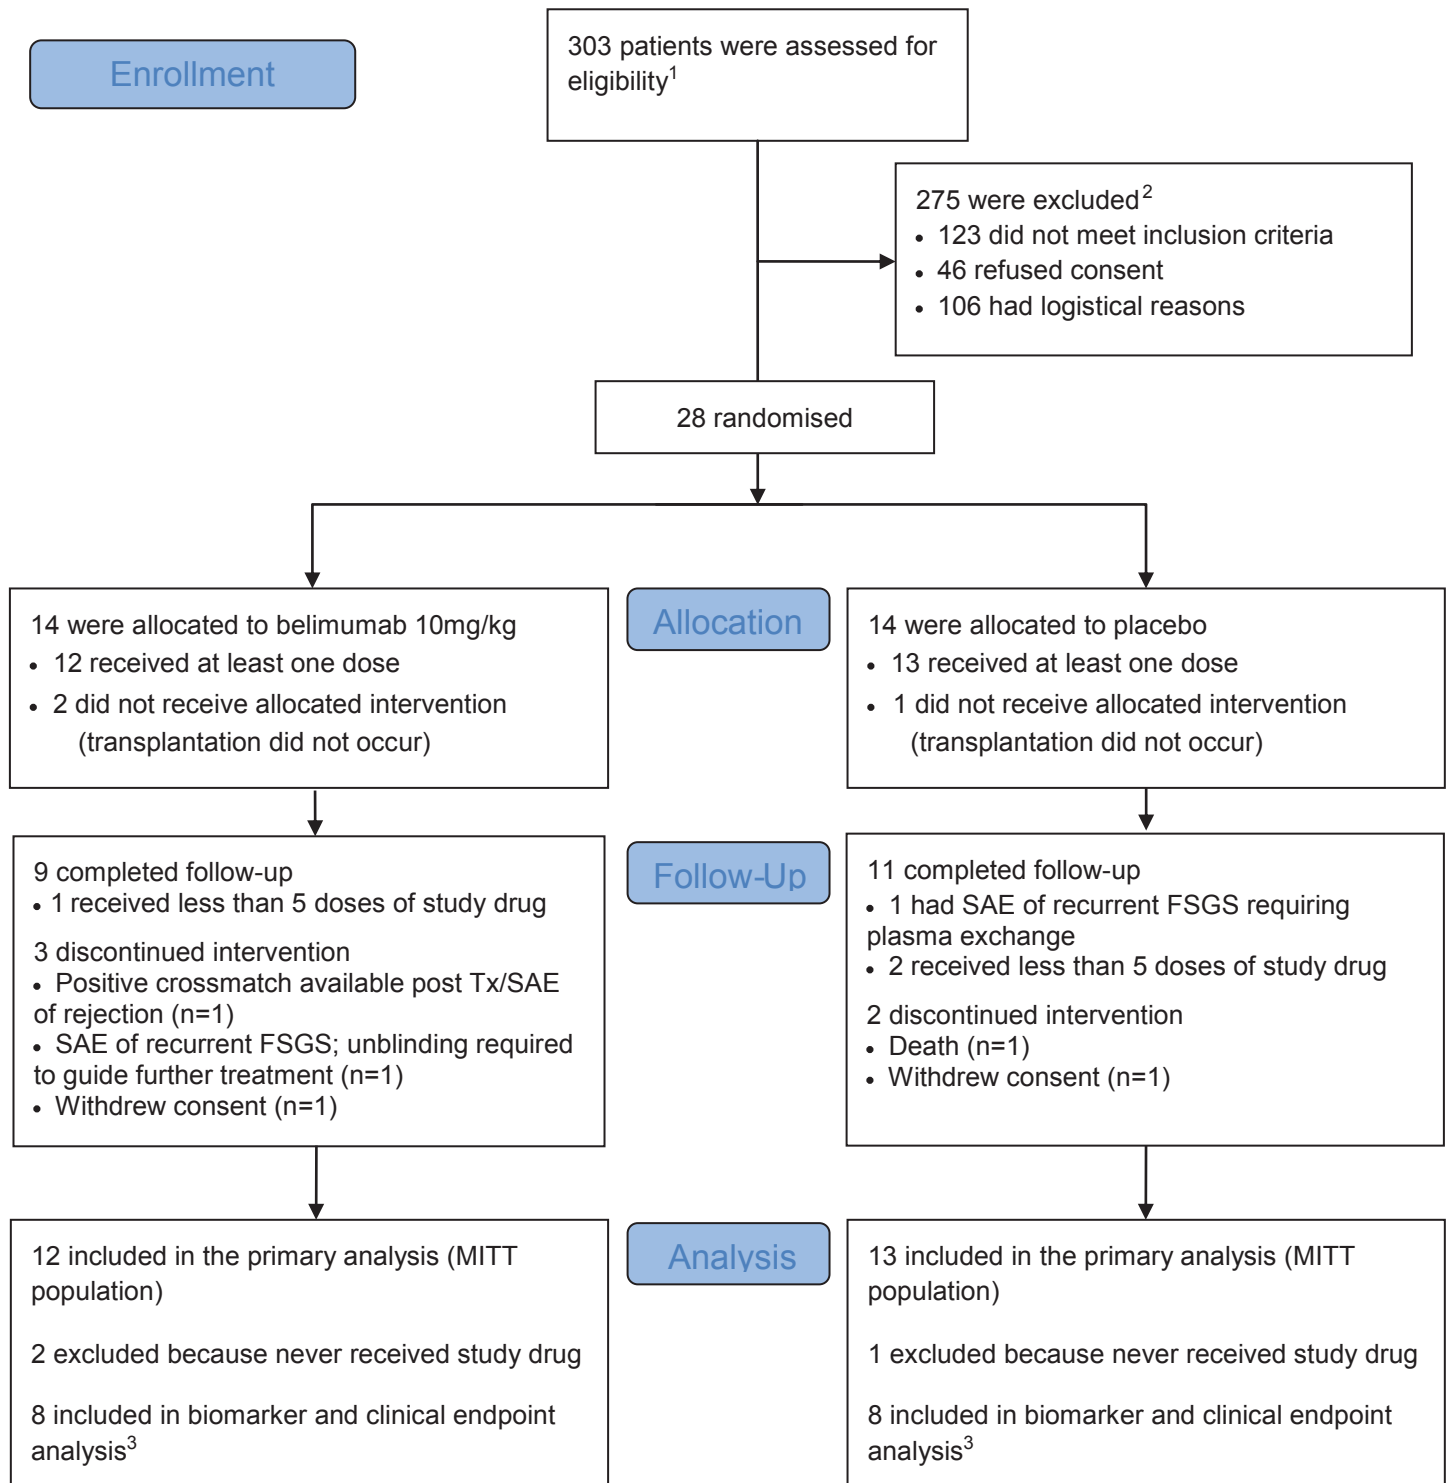 Enrollment
303 patients were assessed for
eligibility1
275 were excluded2
• 123 did not meet inclusion criteria
• 46 refused consent
• 106 had logistical reasons
28 randomised
Allocation
14 were allocated to belimumab 10mg/kg
• 12 received at least one dose
• 2 did not receive allocated intervention
(transplantation did not occur)
14 were allocated to placebo
• 13 received at least one dose
• 1 did not receive allocated intervention
(transplantation did not occur)
Follow-Up
9 completed follow-up
• 1 received less than 5 doses of study drug
3 discontinued intervention
• Positive crossmatch available post Tx/SAE
of rejection (n=1)
• SAE of recurrent FSGS; unblinding required
to guide further treatment (n=1)
• Withdrew consent (n=1)
11 completed follow-up
• 1 had SAE of recurrent FSGS requiring
plasma exchange
• 2 received less than 5 doses of study drug
2 discontinued intervention
• Death (n=1)
• Withdrew consent (n=1)
Analysis
12 included in the primary analysis (MITT
population)
2 excluded because never received study drug
8 included in biomarker and clinical endpoint
analysis3
13 included in the primary analysis (MITT
population)
1 excluded because never received study drug
8 included in biomarker and clinical endpoint
analysis3